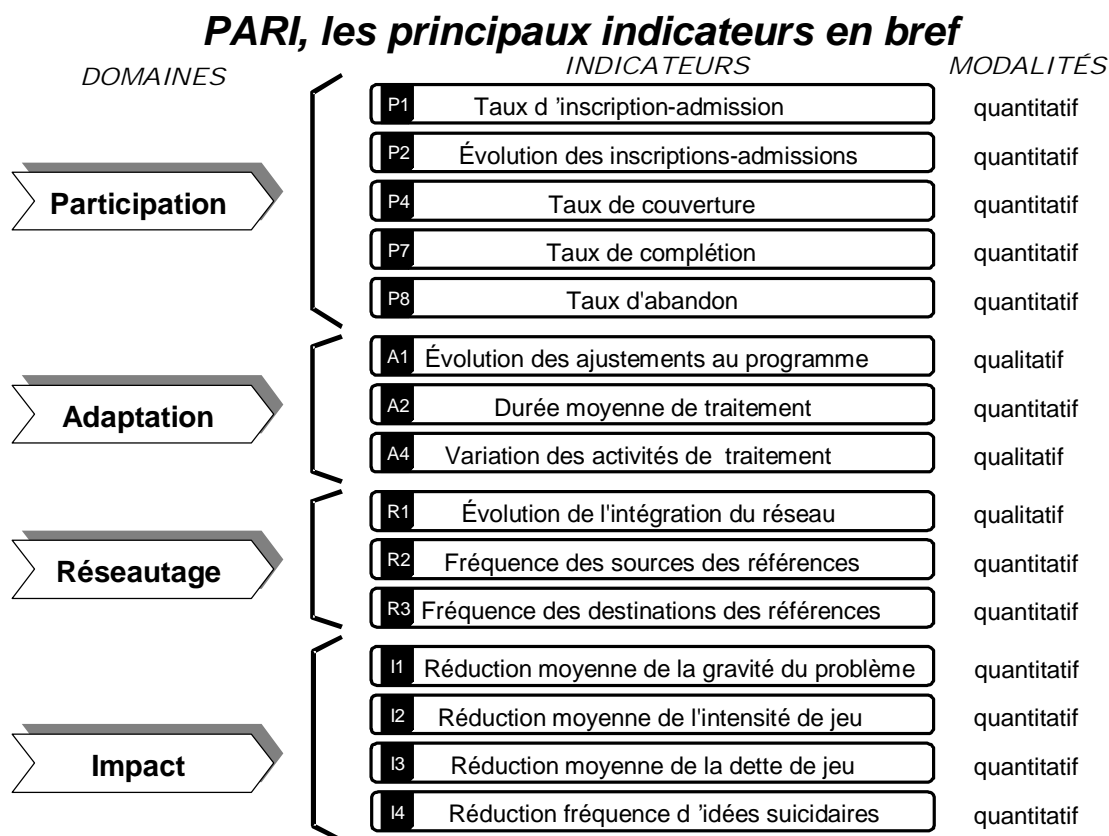 PARI, les principaux indicateurs en bref
DOMAINES INDICATEURS MODALITÉS
Participation
P1 Taux d ’inscription-admission quantitatif
P2 Évolution des inscriptions-admissions quantitatif
P4 Taux de couverture quantitatif
P7 Taux de complétion quantitatif
P8 Taux d'abandon quantitatif
Adaptation
A1 Évolution des ajustements au programme qualitatif
A2 Durée moyenne de traitement quantitatif
A4 Variation des activités de traitement qualitatif
Réseautage
R1 Évolution de l'intégration du réseau qualitatif
R2 Fréquence des sources des références quantitatif
R3 Fréquence des destinations des références quantitatif
Impact
I1 Réduction moyenne de la gravité du problème quantitatif
I2 Réduction moyenne de l'intensité de jeu quantitatif
I3 Réduction moyenne de la dette de jeu quantitatif
I4 Réduction fréquence d ’idées suicidaires quantitatif